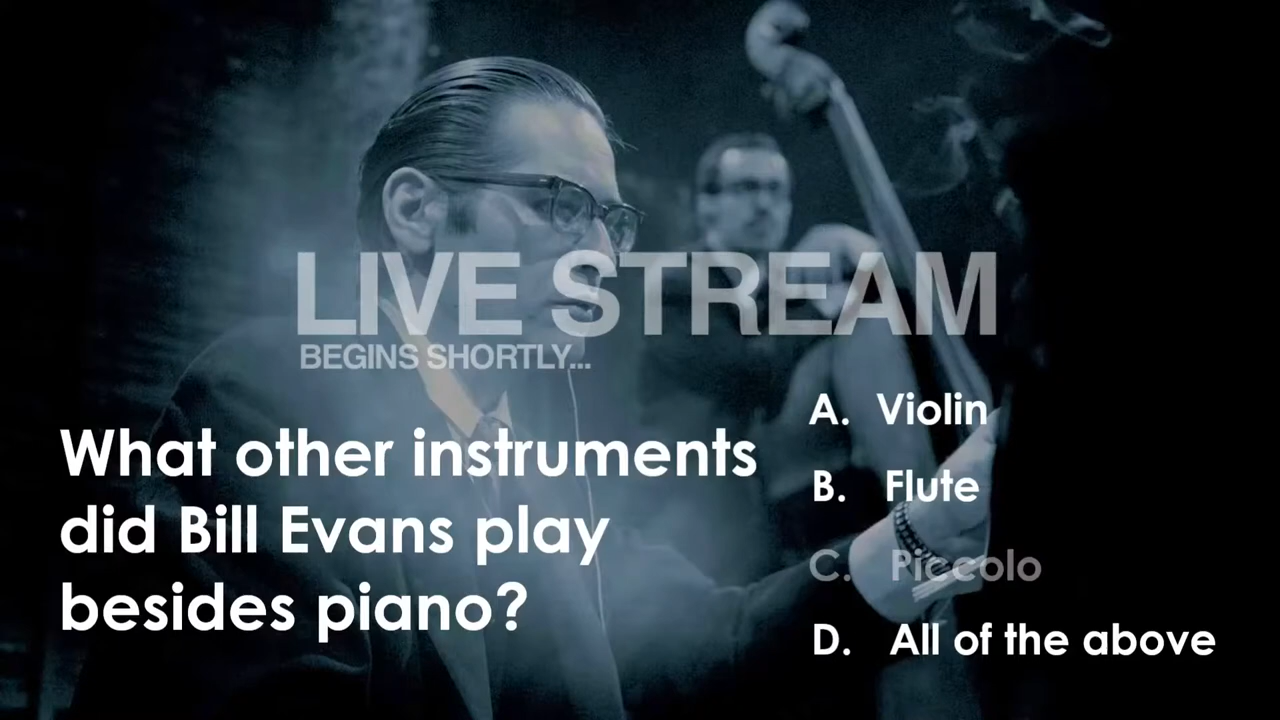 LIVE STREAM
BEGINS SHORTLY...
What other instruments
did Bill Evans play
besides piano?
A. Violin
B. Flute
C. Piccolo
D. All of the above